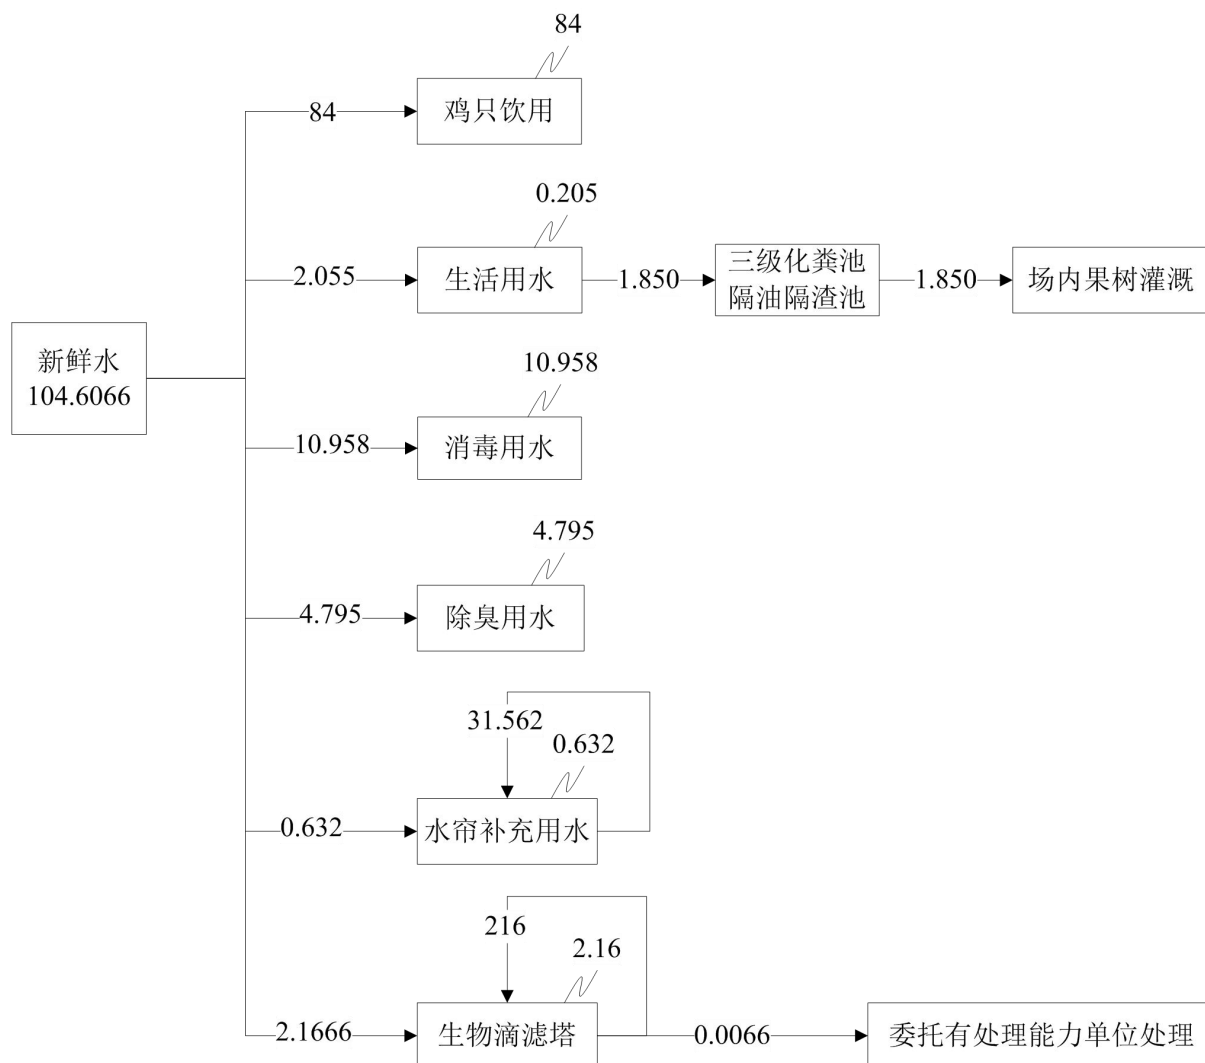 84
84
鸡只饮用
0.205
2.055
生活用水
1.850
三级化粪池
隔油隔渣池
1.850
场内果树灌溉
新鲜水
104.6066
10.958
10.958
消毒用水
4.795
4.795
除臭用水
31.562
0.632
0.632
水帘补充用水
216
2.16
2.1666
生物滴滤塔
0.0066
委托有处理能力单位处理